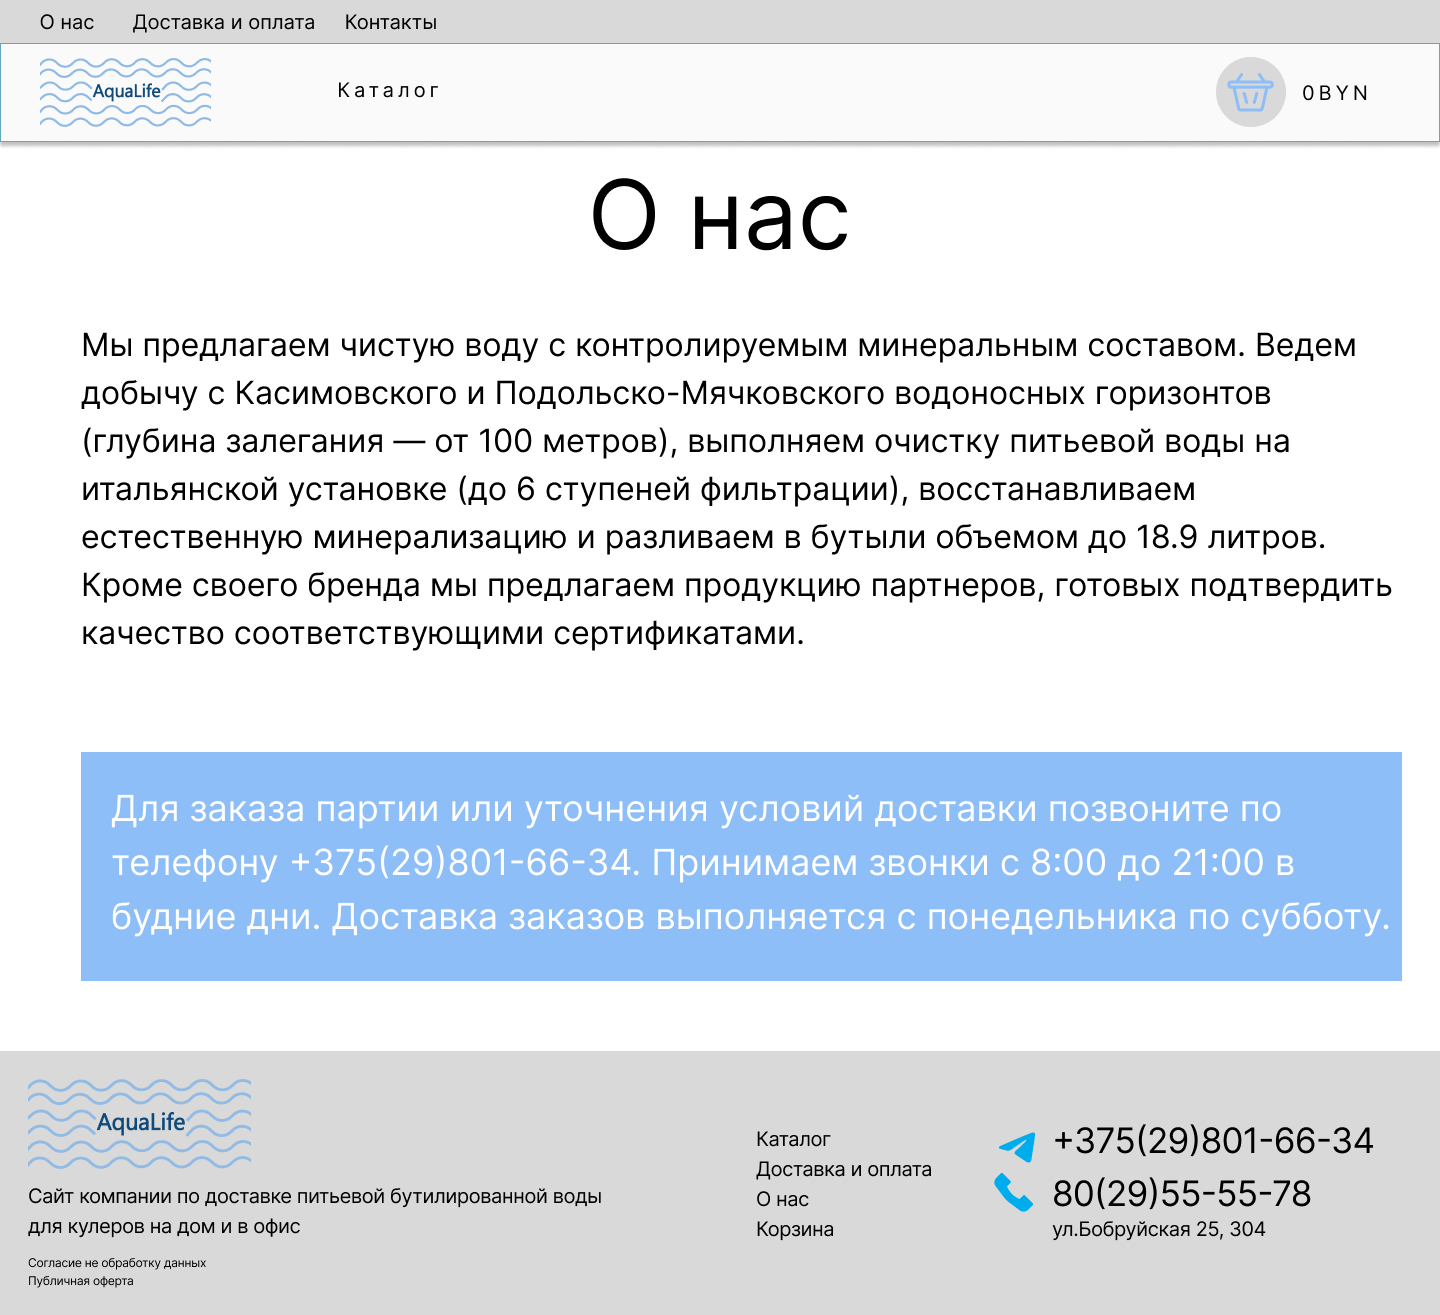 О нас Доставка и оплата Контакты
AquaLife Каталог 0BYN
О нас
Мы предлагаем чистую воду с контролируемым минеральным составом. Ведем
добычу с Касимовского и Подольско-Мячковского водоносных горизонтов
(глубина залегания — от 100 метров), выполняем очистку питьевой воды на
итальянской установке (до 6 ступеней фильтрации), восстанавливаем
естественную минерализацию и разливаем в бутыли объемом до 18.9 литров.
Кроме своего бренда мы предлагаем продукцию партнеров, готовых подтвердить
качество соответствующими сертификатами.
Для заказа партии или уточнения условий доставки позвоните по
телефону +375(29)801-66-34. Принимаем звонки с 8:00 до 21:00 в
будние дни. Доставка заказов выполняется с понедельника по субботу.
AquaLife
Сайт компании по доставке питьевой бутилированной воды
для кулеров на дом и в офис
Согласие не обработку данных
Публичная оферта
Каталог
Доставка и оплата
О нас
Корзина
+375(29)801-66-34
80(29)55-55-78
ул.Бобруйская 25, 304